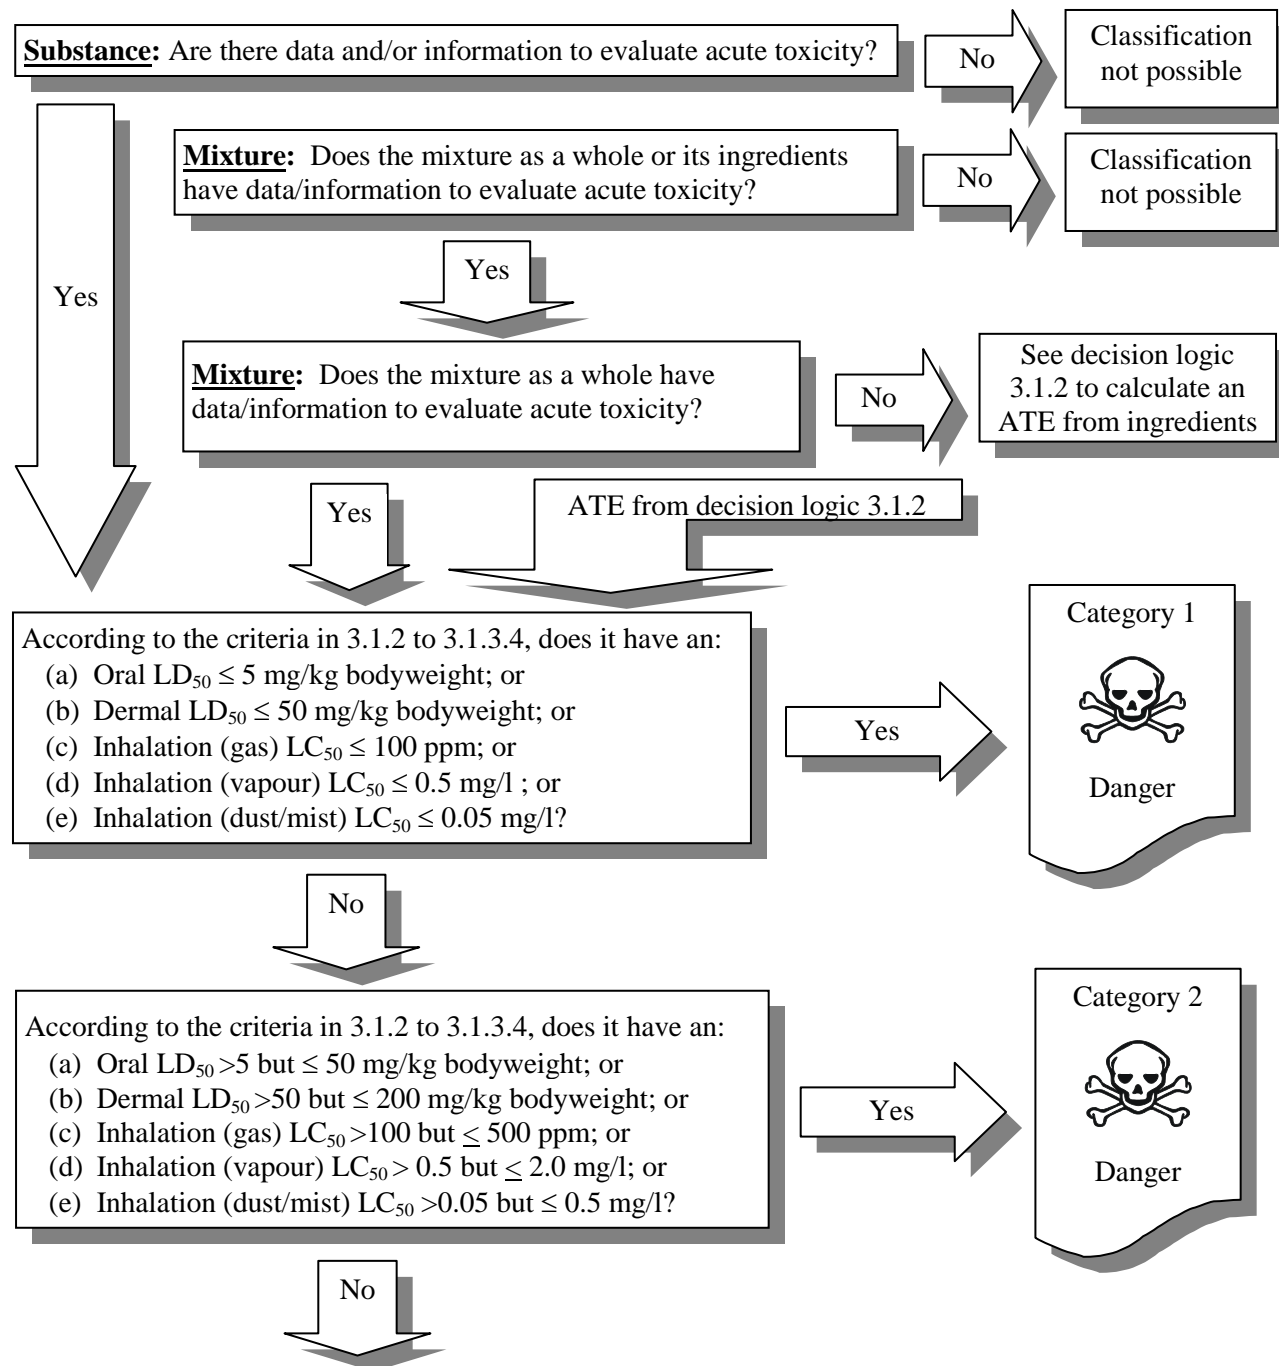 Substance: Are there data and/or information to evaluate acute toxicity?
No
Classification
not possible
Mixture: Does the mixture as a whole or its ingredients
have data/information to evaluate acute toxicity?
No
Classification
not possible
Yes
Yes
Mixture: Does the mixture as a whole have
data/information to evaluate acute toxicity?
No
See decision logic
3.1.2 to calculate an
ATE from ingredients
Yes
ATE from decision logic 3.1.2
According to the criteria in 3.1.2 to 3.1.3.4, does it have an:
(a) Oral LD50 ≤ 5 mg/kg bodyweight; or
(b) Dermal LD50 ≤ 50 mg/kg bodyweight; or
(c) Inhalation (gas) LC50 ≤ 100 ppm; or
(d) Inhalation (vapour) LC50 ≤ 0.5 mg/l ; or
(e) Inhalation (dust/mist) LC50 ≤ 0.05 mg/l?
Yes
Category 1
Danger
No
According to the criteria in 3.1.2 to 3.1.3.4, does it have an:
(a) Oral LD50 >5 but ≤ 50 mg/kg bodyweight; or
(b) Dermal LD50 >50 but ≤ 200 mg/kg bodyweight; or
(c) Inhalation (gas) LC50 >100 but ≤ 500 ppm; or
(d) Inhalation (vapour) LC50 > 0.5 but ≤ 2.0 mg/l; or
(e) Inhalation (dust/mist) LC50 >0.05 but ≤ 0.5 mg/l?
Yes
Category 2
Danger
No